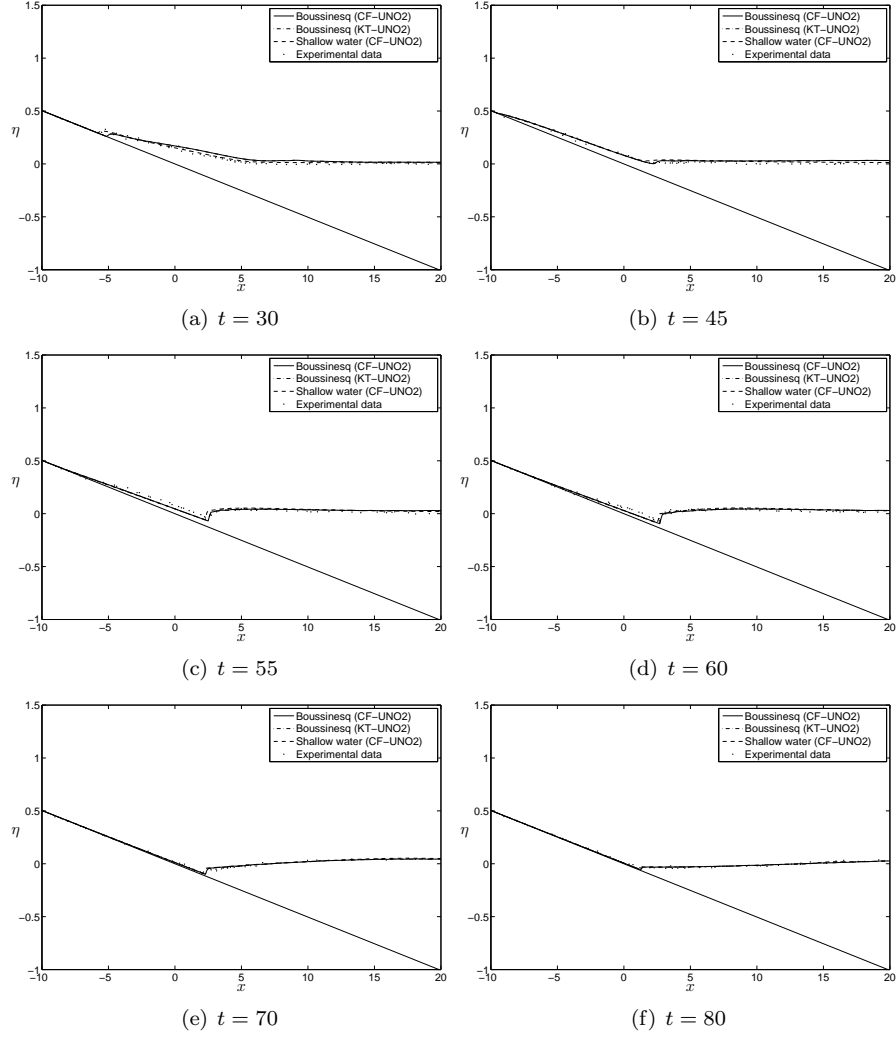 1.5
1
0.5
0
−0.5
−1
−10
−5
0
5
10
15
20
η
x
Boussinesq (CF−UNO2)
Boussinesq (KT−UNO2)
Shallow water (CF−UNO2)
Experimental data
(a) t = 30
1.5
1
0.5
0
−0.5
−1
−10
−5
0
5
10
15
20
η
x
Boussinesq (CF−UNO2)
Boussinesq (KT−UNO2)
Shallow water (CF−UNO2)
Experimental data
(b) t = 45
1.5
1
0.5
0
−0.5
−1
−10
−5
0
5
10
15
20
η
x
Boussinesq (CF−UNO2)
Boussinesq (KT−UNO2)
Shallow water (CF−UNO2)
Experimental data
(c) t = 55
1.5
1
0.5
0
−0.5
−1
−10
−5
0
5
10
15
20
η
x
Boussinesq (CF−UNO2)
Boussinesq (KT−UNO2)
Shallow water (CF−UNO2)
Experimental data
(d) t = 60
1.5
1
0.5
0
−0.5
−1
−10
−5
0
5
10
15
20
η
x
Boussinesq (CF−UNO2)
Boussinesq (KT−UNO2)
Shallow water (CF−UNO2)
Experimental data
(e) t = 70
1.5
1
0.5
0
−0.5
−1
−10
−5
0
5
10
15
20
η
x
Boussinesq (CF−UNO2)
Boussinesq (KT−UNO2)
Shallow water (CF−UNO2)
Experimental data
(f) t = 80